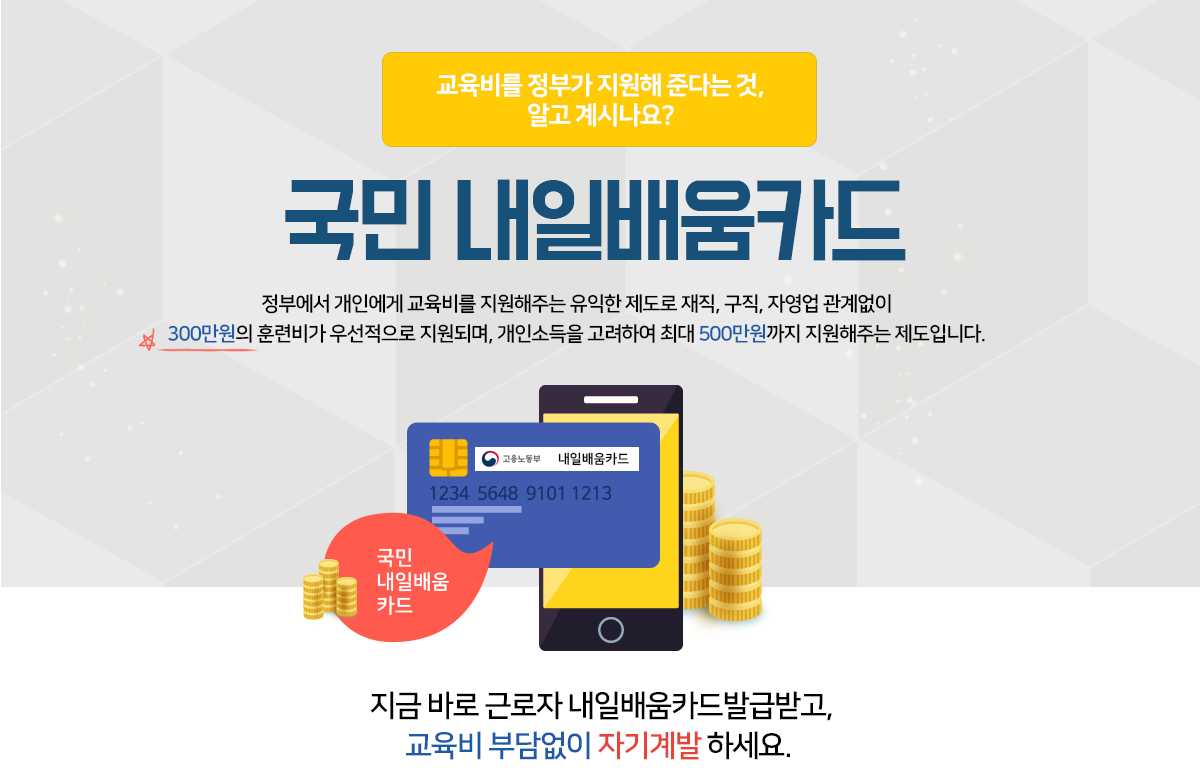 교육비를 정부가 지원해 준다는 것,
알고 계시나요?
국민 내일배움카드
정부에서 개인에게 교육비를 지원해주는 유익한 제도로 재직, 구직, 자영업 관계없이
300만원의 훈련비가 우선적으로 지원되며, 개인소득을 고려하여 최대 500만원까지 지원해주는 제도입니다.
고용노동부 내일배움카드
1234 5648 9101 1213
국민
내일배움
카드
지금 바로 근로자 내일배움카드발급받고,
교육비 부담없이 자기계발 하세요.